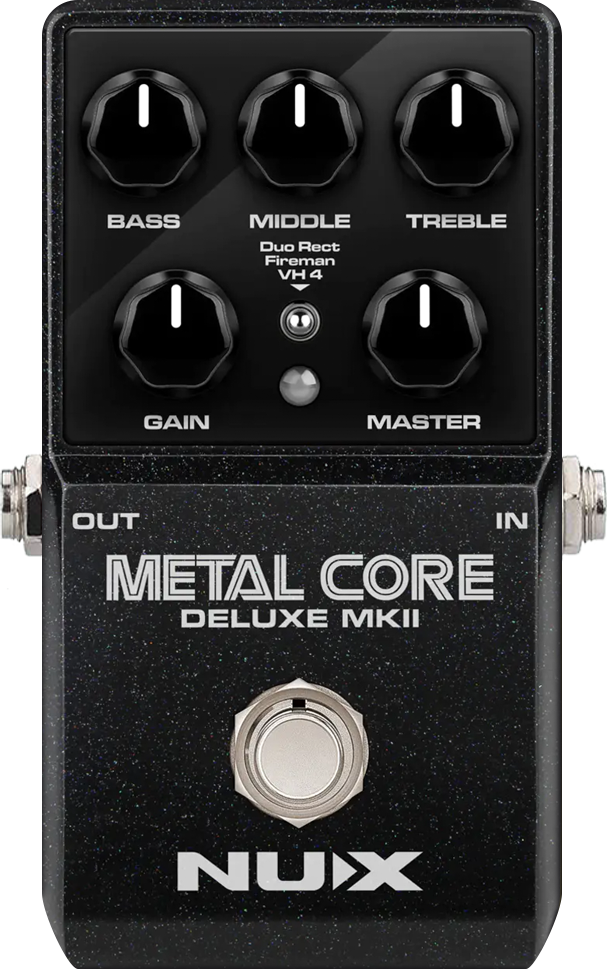 BASS MIDDLE TREBLE
Duo Rect
Fireman
VH 4
GAIN MASTER
OUT IN
METAL CORE
DELUXE MKII
NUX